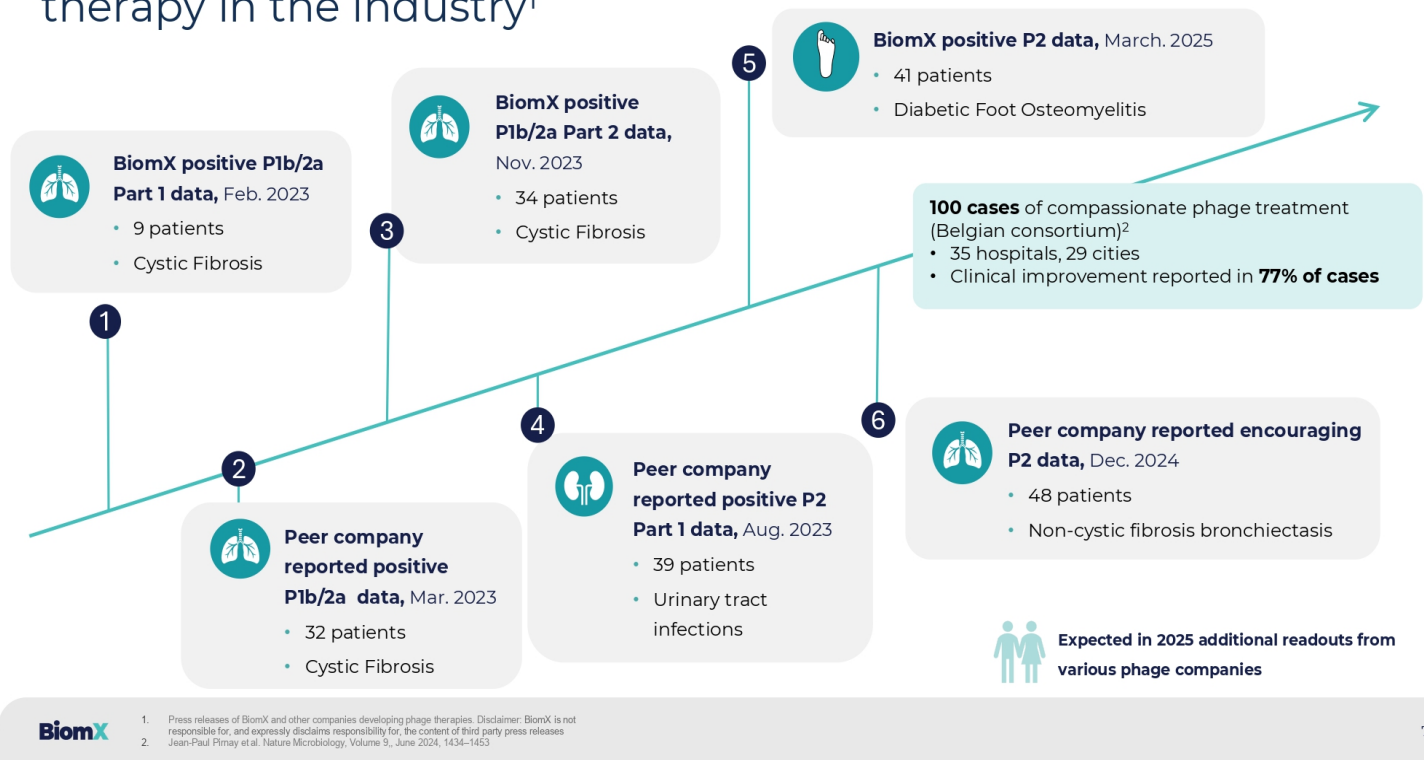 therapy in the industry¹
1
BiomX positive P1b/2a
Part 1 data, Feb. 2023
• 9 patients
• Cystic Fibrosis
2
Peer company
reported positive
P1b/2a data, Mar. 2023
• 32 patients
• Cystic Fibrosis
3
BiomX positive
P1b/2a Part 2 data,
Nov. 2023
• 34 patients
• Cystic Fibrosis
4
Peer company
reported positive P2
Part 1 data, Aug. 2023
• 39 patients
• Urinary tract
infections
5
BiomX positive P2 data, March. 2025
• 41 patients
• Diabetic Foot Osteomyelitis
6
Peer company reported encouraging
P2 data, Dec. 2024
• 48 patients
• Non-cystic fibrosis bronchiectasis
100 cases of compassionate phage treatment
(Belgian consortium)²
• 35 hospitals, 29 cities
• Clinical improvement reported in 77% of cases
Expected in 2025 additional readouts from
various phage companies
BiomX
1. Press releases of BiomX and other companies developing phage therapies. Disclaimer: BiomX is not
responsible for, and expressly disclaims responsibility for, the content of third party press releases
2. Jean-Paul Pirnay et al. Nature Microbiology, Volume 9,, June 2024, 1434–1453